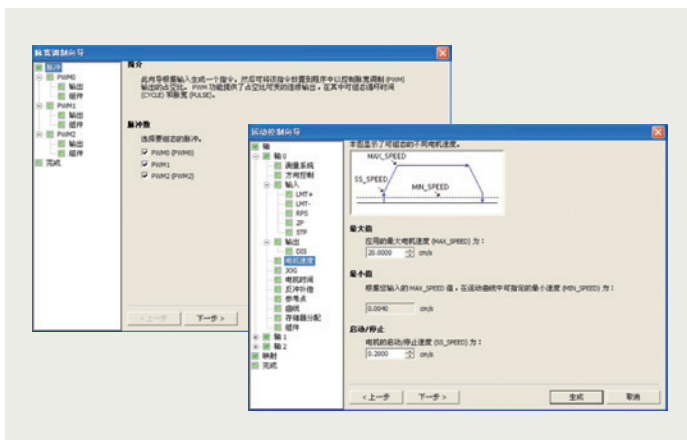 脉宽调制向导
脉冲
PWM0
输出
组件
PWM1
输出
组件
PWM2
输出
组件
完成
简介
此向导根据输入生成一个指令。然后可将该指令放置到程序中以控制脉宽调制 (PWM)
输出的占空比。PWM 功能提供了占空比可变的连续输出，在其中可组态循环时间
(CYCLE) 和脉宽 (PULSE)。
脉冲数
选择要组态的脉冲。
PWM0 (PWM0)
PWM1
PWM2 (PWM2)
<上一步
下一步>
运动控制向导
轴
轴 0
测量系统
方向控制
输入
LMT+
LMT-
RPS
ZP
STP
输出
DIS
电机速度
JOG
电机时间
反冲补偿
参考点
曲线
存储器分配
组件
轴 1
轴 2
映射
完成
本图显示了可组态的不同电机速度。
MAX_SPEED
SS_SPEED
MIN_SPEED
最大值
应用的最大电机速度 (MAX_SPEED) 为：
20.0000 cm/s
最小值
根据您输入的 MAX_SPEED 值，在运动曲线中可指定的最小速度 (MIN_SPEED) 为：
0.0040 cm/s
启动/停止
电机的启动/停止速度 (SS_SPEED) 为：
0.2000 cm/s
<上一步
下一步>
生成
取消